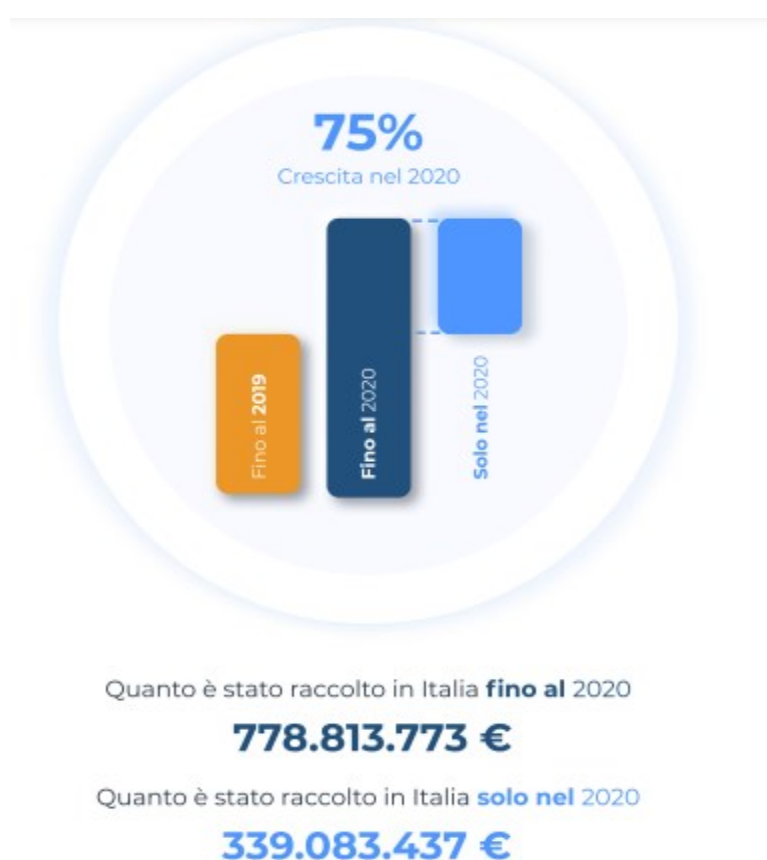 75%
Crescita nel 2020
Fino al 2019
Fino al 2020
Solo nel 2020
Quanto è stato raccolto in Italia fino al 2020
778.813.773 €
Quanto è stato raccolto in Italia solo nel 2020
339.083.437 €